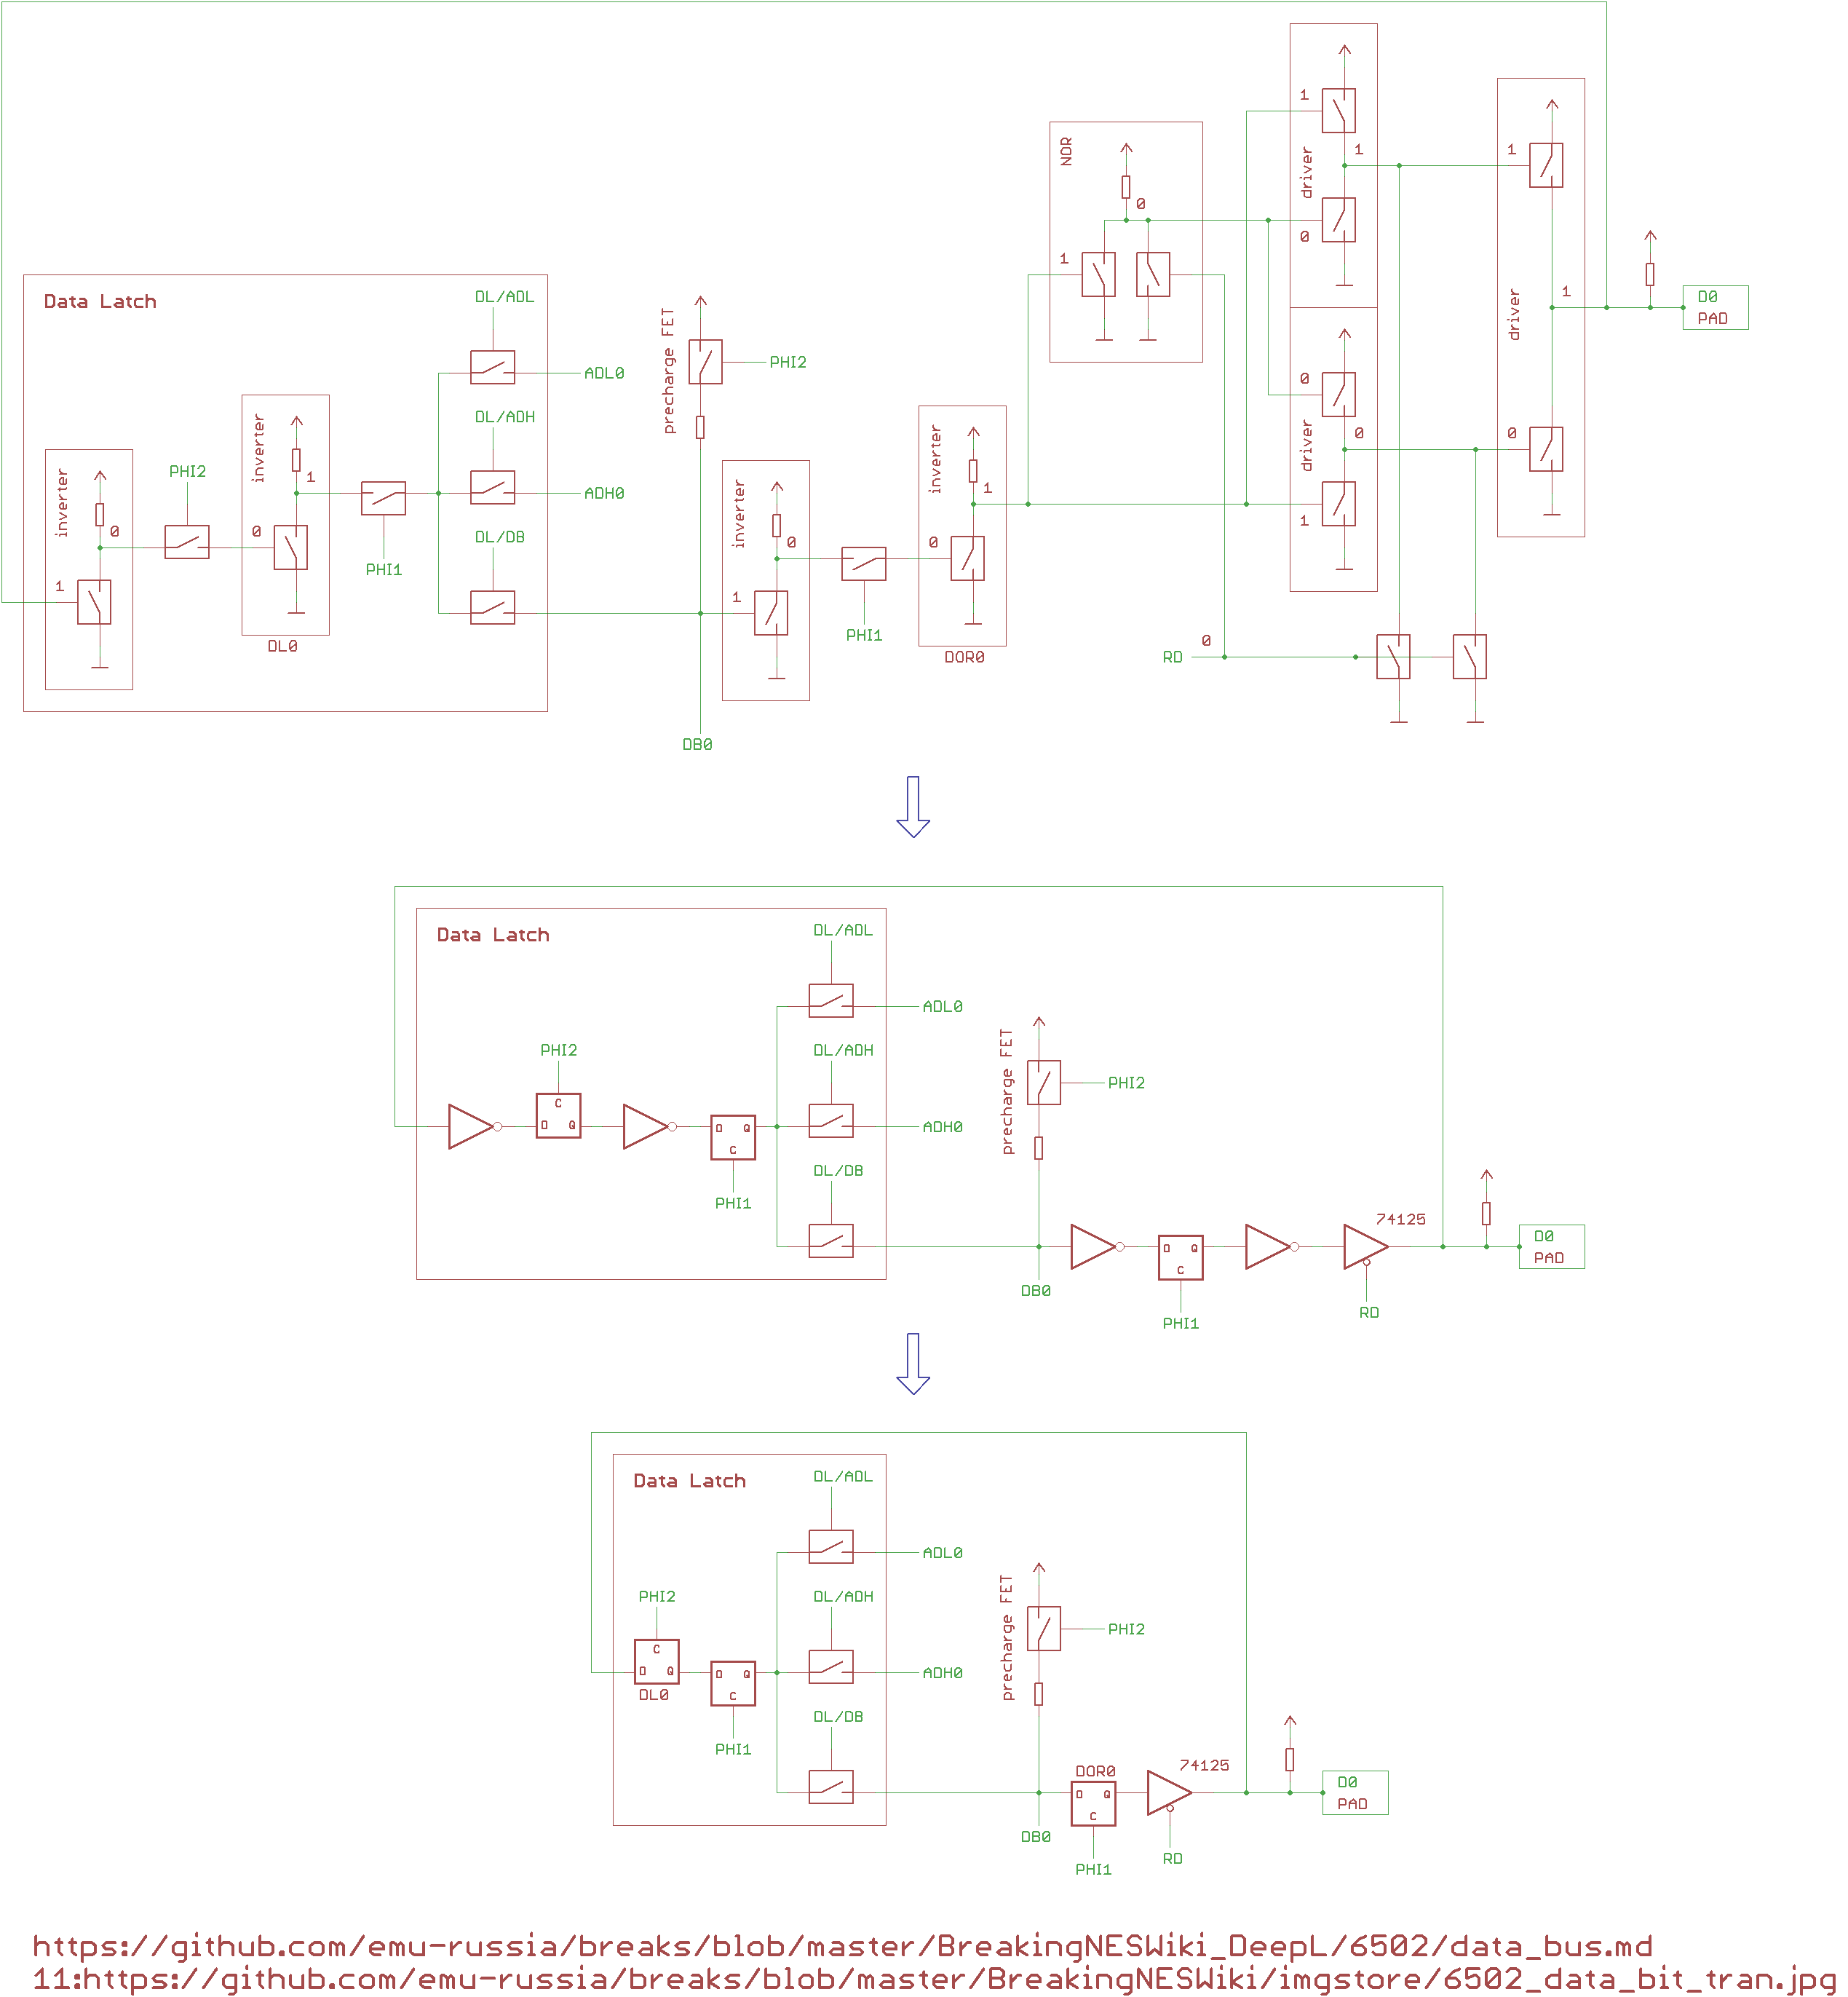 1
driver
1
NOR
1
1
0
driver
1
0
1
D0
PAD
Data Latch
DL/ADL
ADL0
precharge FET
PHI2
0
driver
0
0
DL/ADH
ADH0
inverter
1
inverter
1
PHI2
inverter
0
0
PHI1
DL/DB
inverter
0
0
1
1
1
PHI1
DL0
DOR0
RD
0
DB0
Data Latch
DL/ADL
ADL0
DL/ADH
ADH0
PHI2
C
D
Q
D
Q
C
PHI1
DL/DB
precharge FET
PHI2
DB0
D
Q
C
PHI1
74125
RD
D0
PAD
Data Latch
DL/ADL
ADL0
DL/ADH
ADH0
PHI2
C
D
Q
DL0
D
Q
C
PHI1
DL/DB
precharge FET
PHI2
DB0
DOR0
D
Q
C
PHI1
74125
RD
D0
PAD
https://github.com/emu-russia/breaks/blob/master/BreakingNESWiki_DeepL/6502/data_bus.md
11:https://github.com/emu-russia/breaks/blob/master/BreakingNESWiki/imgstore/6502_data_bit_tran.jpg